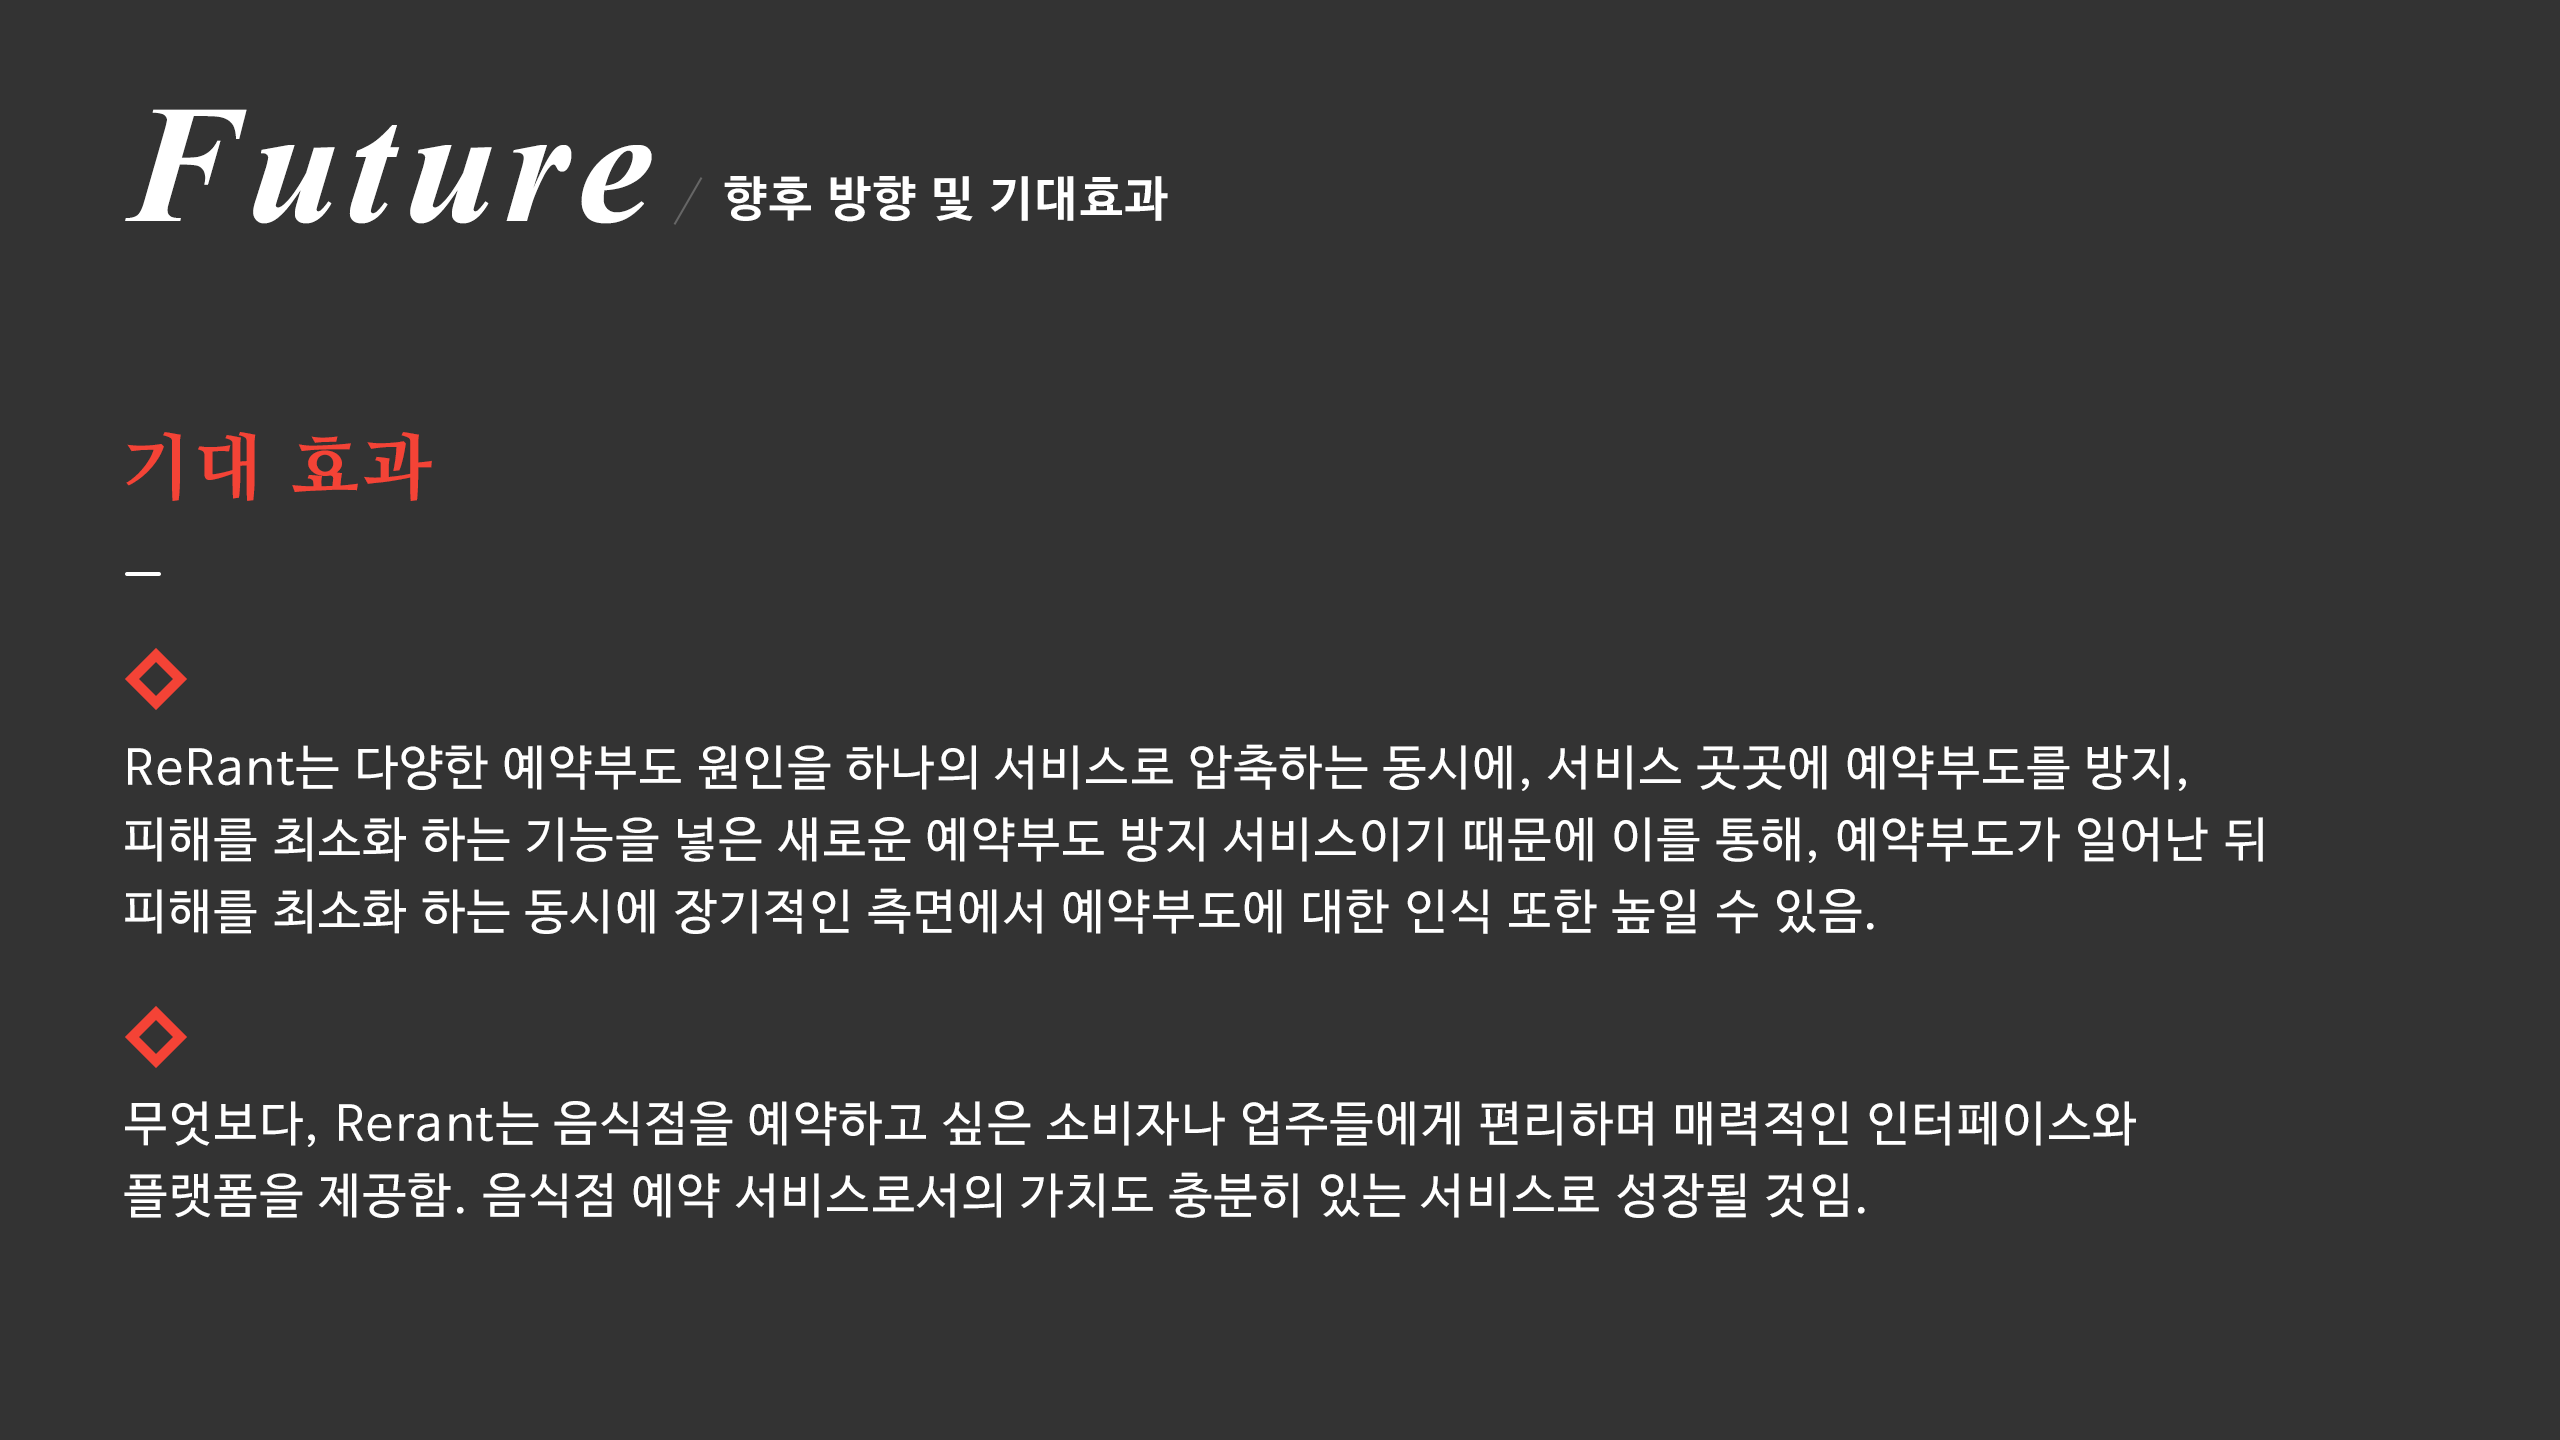 Future / 향후 방향 및 기대효과
기대 효과
ReRant는 다양한 예약부도 원인을 하나의 서비스로 압축하는 동시에, 서비스 곳곳에 예약부도를 방지,
피해를 최소화 하는 기능을 넣은 새로운 예약부도 방지 서비스이기 때문에 이를 통해, 예약부도가 일어난 뒤
피해를 최소화 하는 동시에 장기적인 측면에서 예약부도에 대한 인식 또한 높일 수 있음.
무엇보다, Rerant는 음식점을 예약하고 싶은 소비자나 업주들에게 편리하며 매력적인 인터페이스와
플랫폼을 제공함. 음식점 예약 서비스로서의 가치도 충분히 있는 서비스로 성장될 것임.